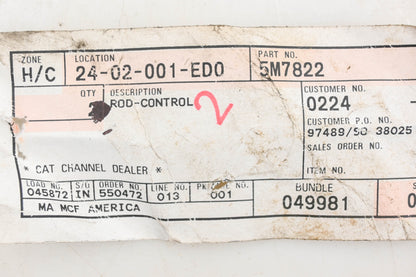 ZONE LOCATION PART NO.
H/C 24-02-001-ED0 5M7822
QTY DESCRIPTION CUSTOMER NO.
ROD-CONTROL 2 0224
CUSTOMER P.O. NO.
97489/50 38025
SALES ORDER NO.
* CAT CHANNEL DEALER * ITEM NO.
LOAD NO. S/U ORDER NO. LINE NO. NO. BUNDLE
045872 IN 550472 013 001 049981
MA MCF AMERICA